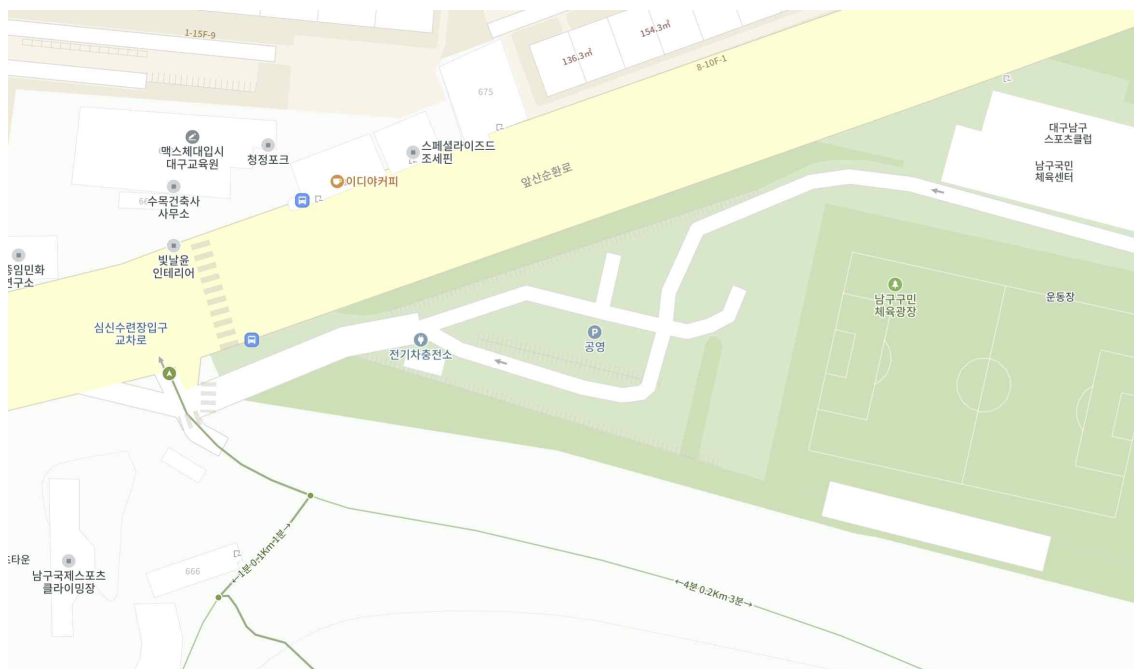 1-15F-9
154.3㎡
136.3㎡
8-10F-1
675
대구남구
스포츠클럽
남구국민
체육센터
맥스체대입시
대구교육원
청정포크
스페셜라이즈드
조세핀
이디야커피
앞산순환로
수목건축사
사무소
빛날윤
인테리어
심신수련장입구
교차로
전기차충전소
공영
남구구민
체육광장
운동장
←1분 0.1Km 1분→
←4분 0.2Km 3분→
666
남구국제스포츠
클라이밍장